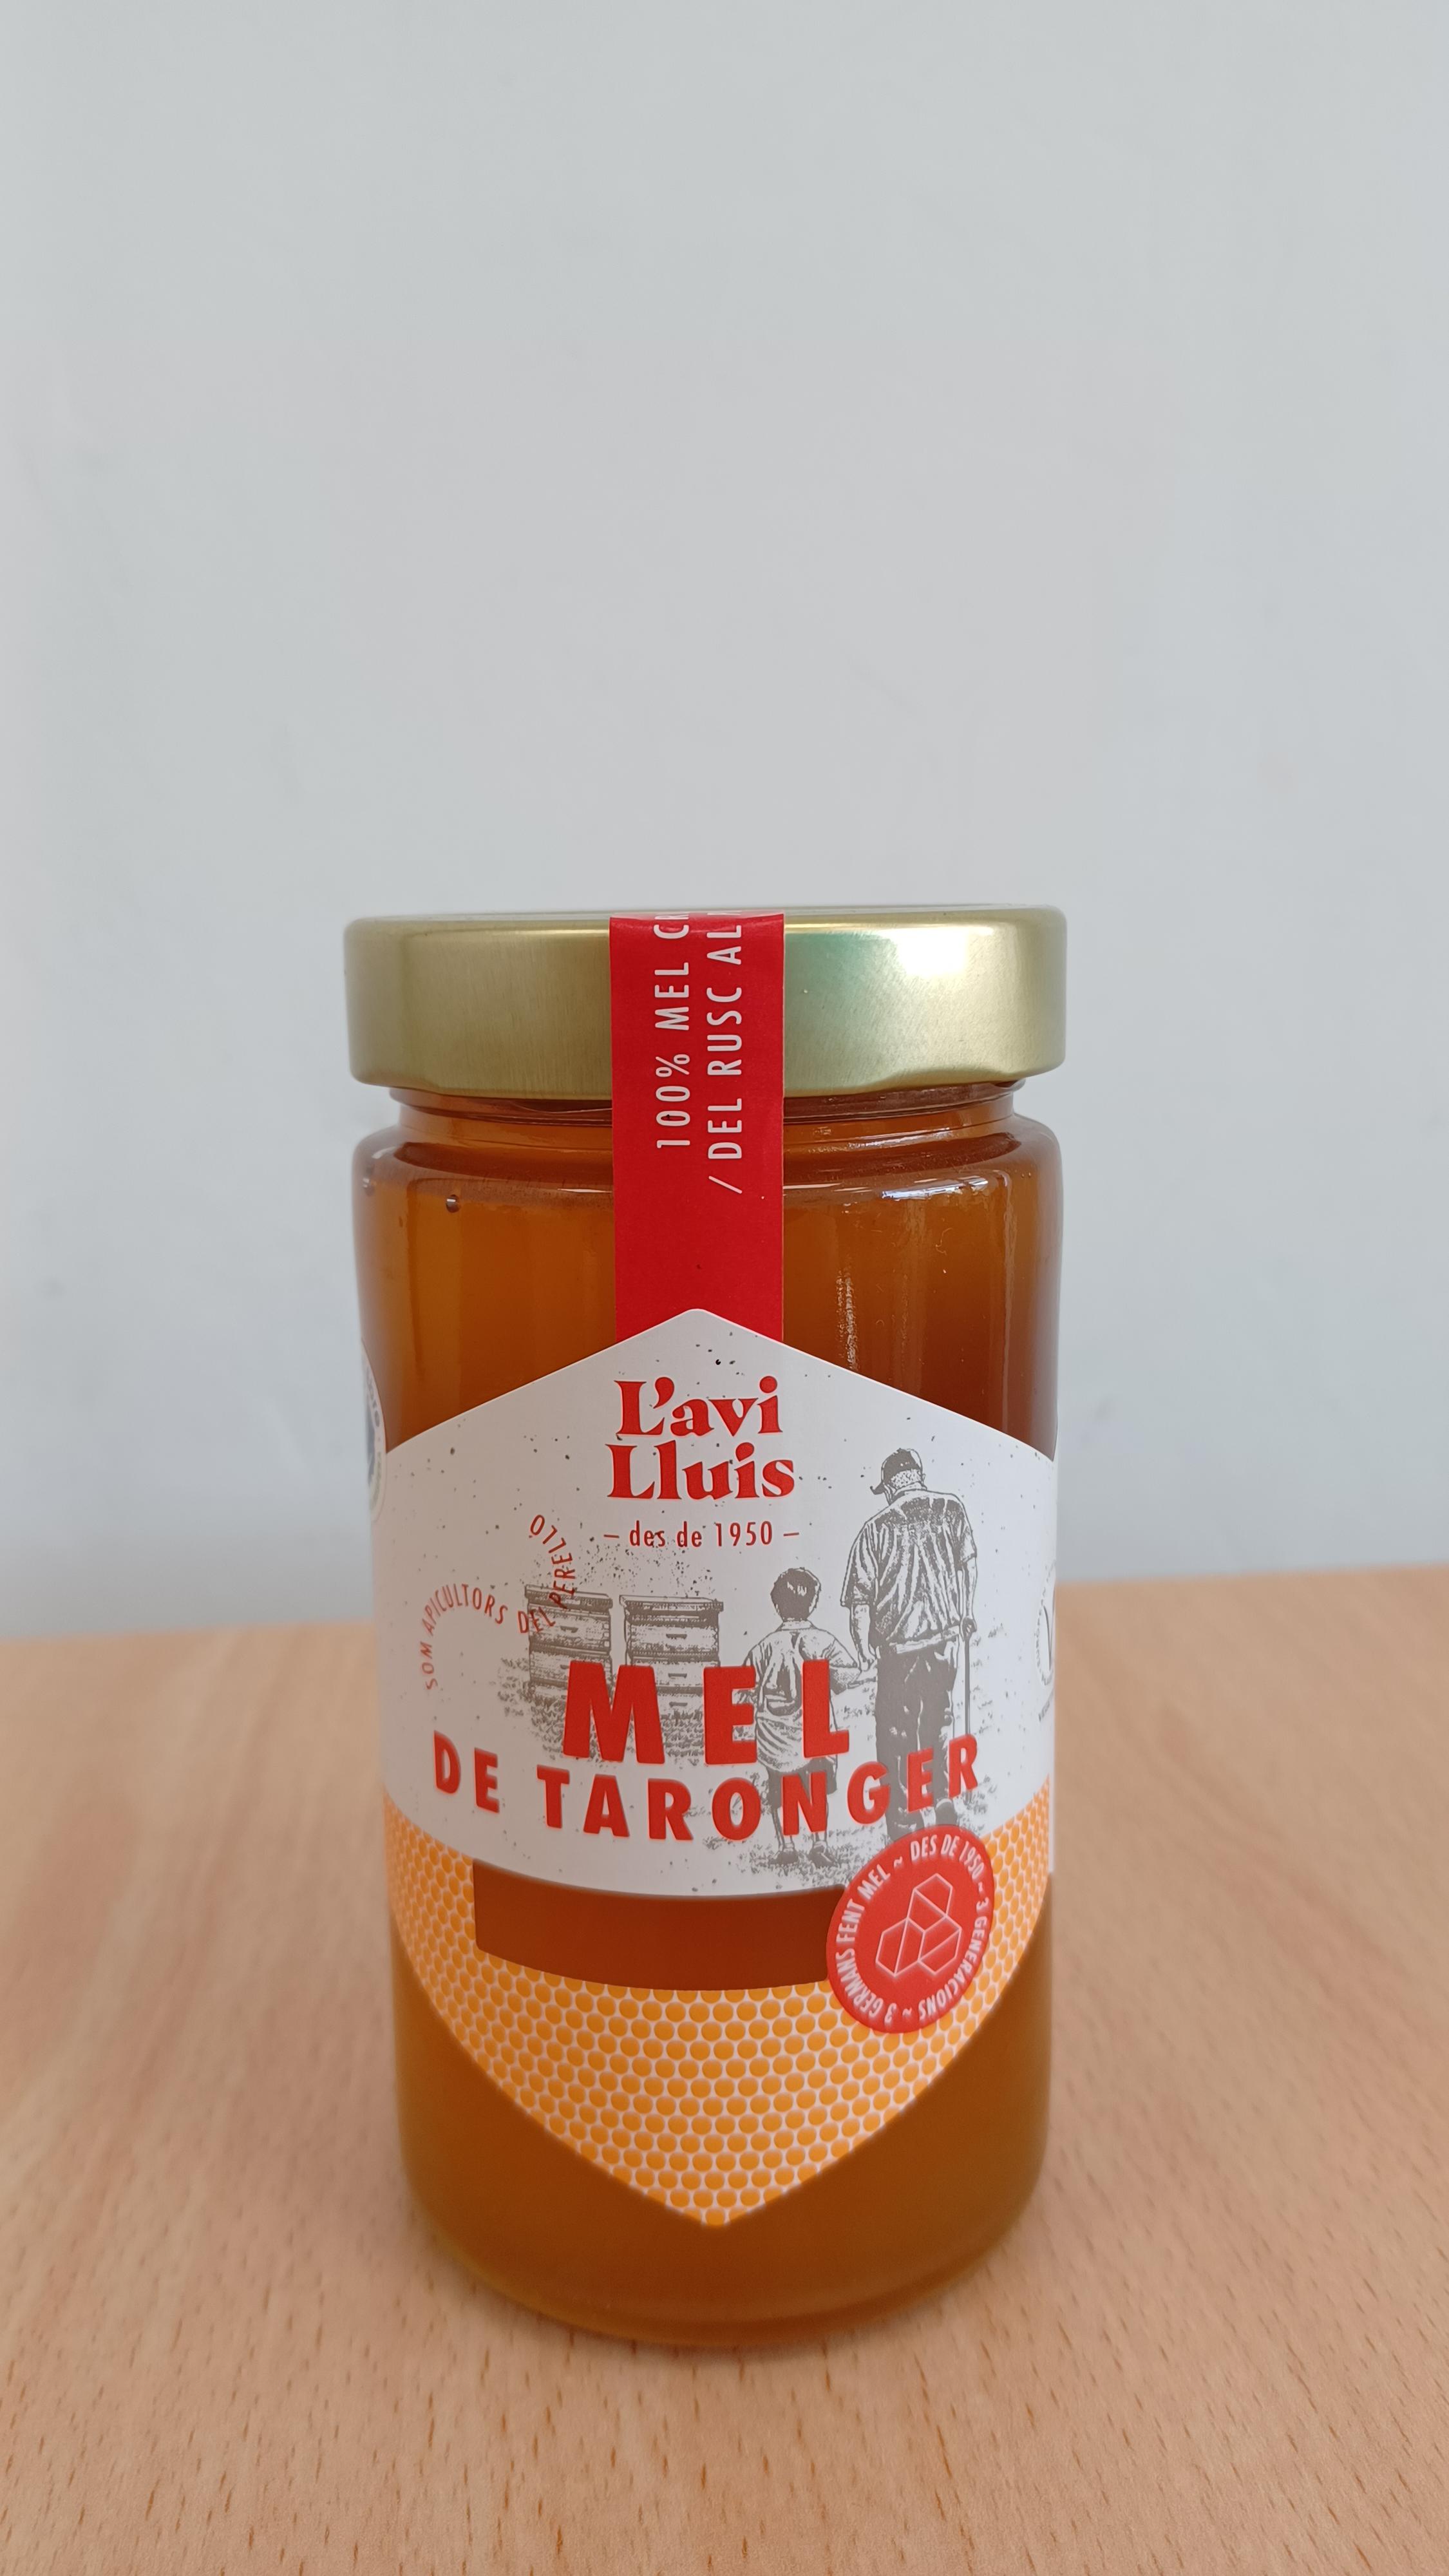 100% MEL
/ DEL RUSC AL
L'avi
Lluis
– des de 1950 –
SOM APICULTORS DEL PERELLÓ
MEL
DE TARONGER
3 GERMANS FENT MEL ~ DES DE 1950 ~ 3 GENERACIONS ~